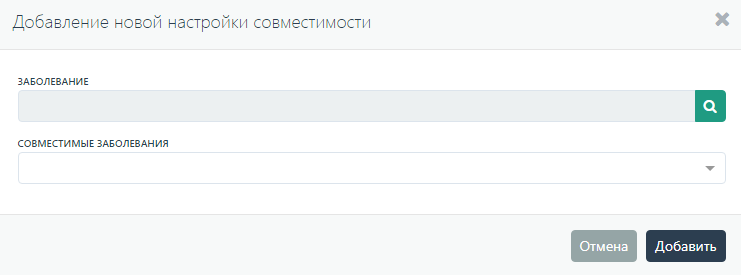 Добавление новой настройки совместимости
ЗАБОЛЕВАНИЕ
СОВМЕСТИМЫЕ ЗАБОЛЕВАНИЯ
Отмена Добавить